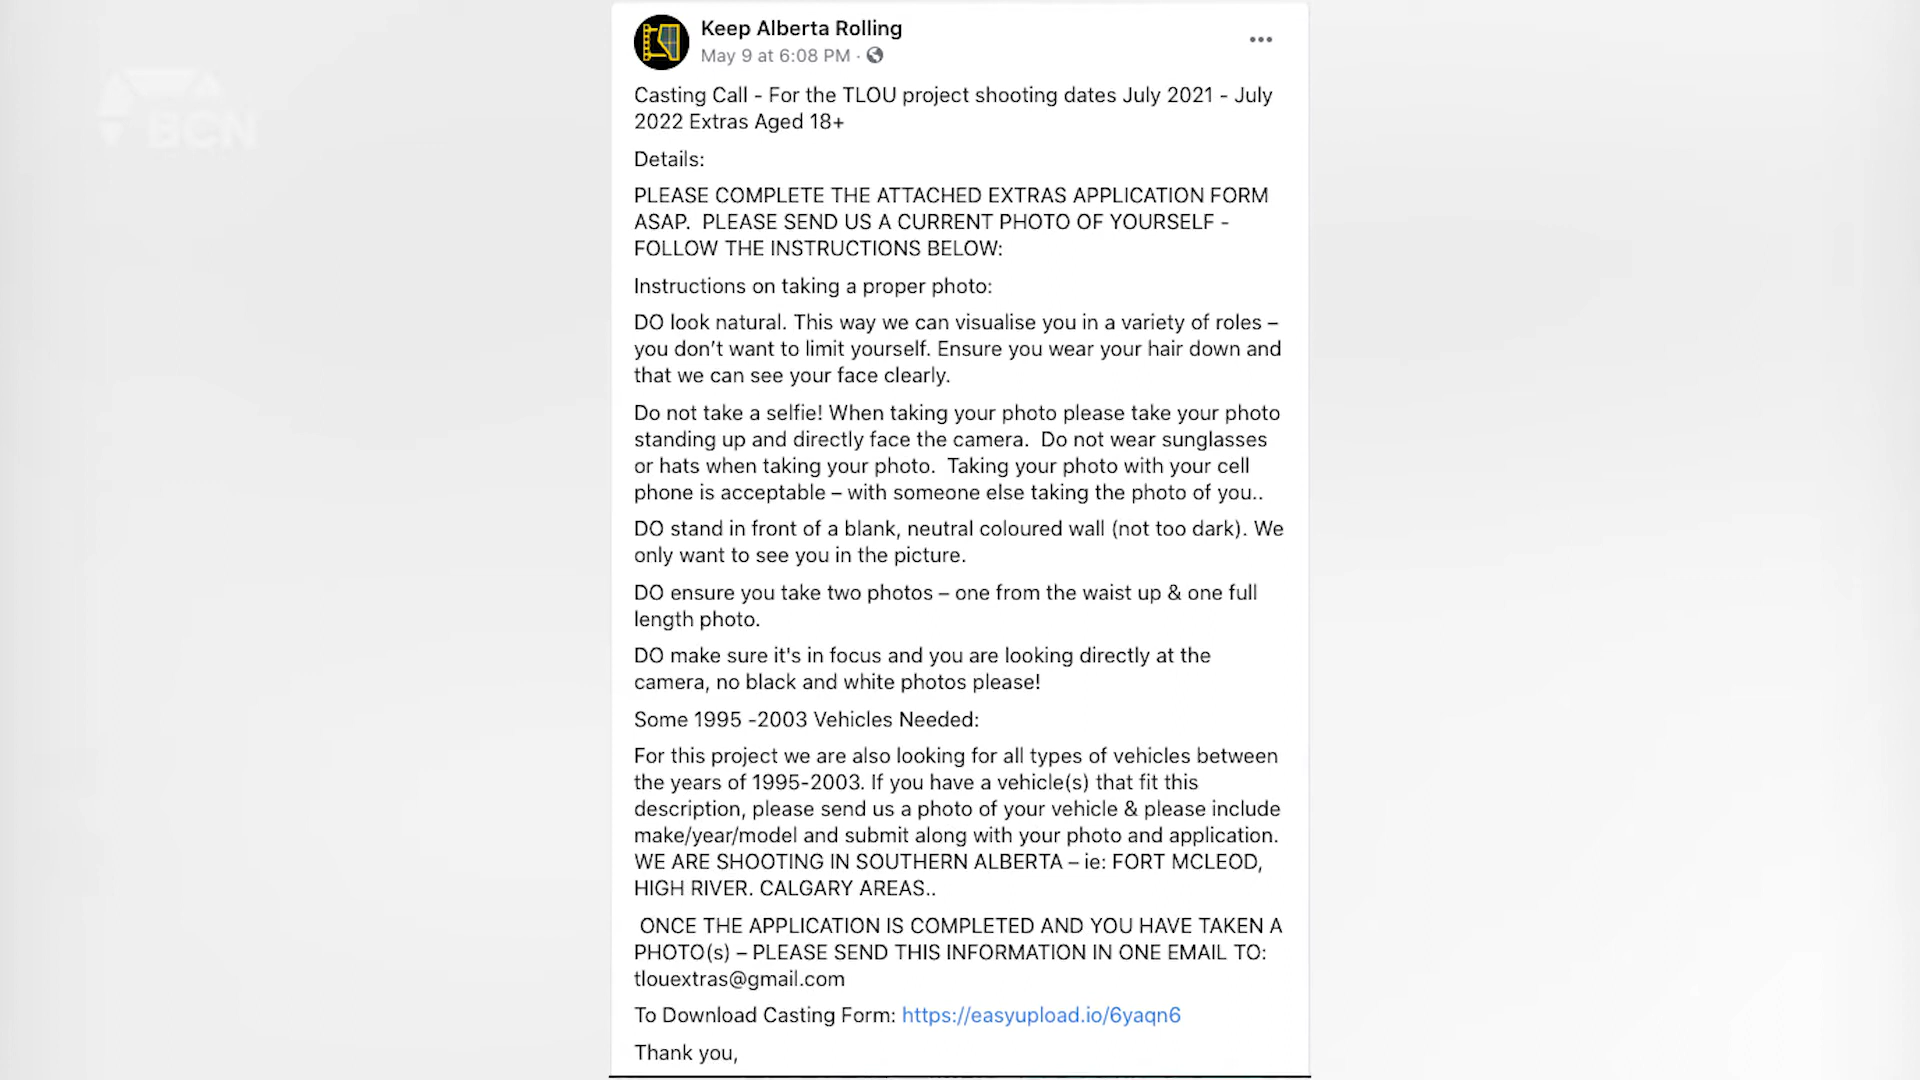 BCN
Keep Alberta Rolling
May 9 at 6:08 PM ·
Casting Call - For the TLOU project shooting dates July 2021 - July
2022 Extras Aged 18+
Details:
PLEASE COMPLETE THE ATTACHED EXTRAS APPLICATION FORM
ASAP.  PLEASE SEND US A CURRENT PHOTO OF YOURSELF -
FOLLOW THE INSTRUCTIONS BELOW:
Instructions on taking a proper photo:
DO look natural. This way we can visualise you in a variety of roles –
you don’t want to limit yourself. Ensure you wear your hair down and
that we can see your face clearly.
Do not take a selfie! When taking your photo please take your photo
standing up and directly face the camera.  Do not wear sunglasses
or hats when taking your photo.  Taking your photo with your cell
phone is acceptable – with someone else taking the photo of you..
DO stand in front of a blank, neutral coloured wall (not too dark). We
only want to see you in the picture.
DO ensure you take two photos – one from the waist up & one full
length photo.
DO make sure it's in focus and you are looking directly at the
camera, no black and white photos please!
Some 1995 -2003 Vehicles Needed:
For this project we are also looking for all types of vehicles between
the years of 1995-2003. If you have a vehicle(s) that fit this
description, please send us a photo of your vehicle & please include
make/year/model and submit along with your photo and application.
WE ARE SHOOTING IN SOUTHERN ALBERTA – ie: FORT MCLEOD,
HIGH RIVER. CALGARY AREAS..
ONCE THE APPLICATION IS COMPLETED AND YOU HAVE TAKEN A
PHOTO(s) – PLEASE SEND THIS INFORMATION IN ONE EMAIL TO:
tlouextras@gmail.com
To Download Casting Form: https://easyupload.io/6yaqn6
Thank you,